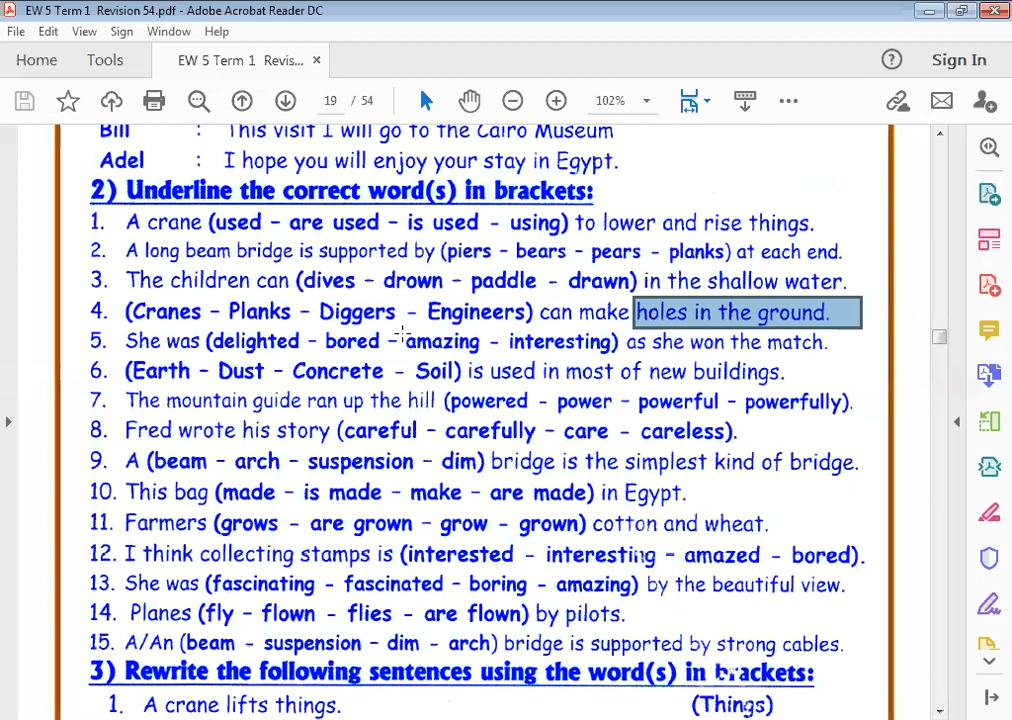 EW 5 Term 1 Revision 54.pdf - Adobe Acrobat Reader DC
File Edit View Sign Window Help
Home Tools EW 5 Term 1 Revis... × Sign In
19 / 54 102%
Bill : This visit I will go to the Cairo Museum
Adel : I hope you will enjoy your stay in Egypt.
2) Underline the correct word(s) in brackets:
1. A crane (used - are used - is used - using) to lower and rise things.
2. A long beam bridge is supported by (piers - bears - pears - planks) at each end.
3. The children can (dives - drown - paddle - drawn) in the shallow water.
4. (Cranes - Planks - Diggers - Engineers) can make holes in the ground.
5. She was (delighted - bored - amazing - interesting) as she won the match.
6. (Earth - Dust - Concrete - Soil) is used in most of new buildings.
7. The mountain guide ran up the hill (powered - power - powerful - powerfully).
8. Fred wrote his story (careful - carefully - care - careless).
9. A (beam - arch - suspension - dim) bridge is the simplest kind of bridge.
10. This bag (made - is made - make - are made) in Egypt.
11. Farmers (grows - are grown - grow - grown) cotton and wheat.
12. I think collecting stamps is (interested - interesting - amazed - bored).
13. She was (fascinating - fascinated - boring - amazing) by the beautiful view.
14. Planes (fly - flown - flies - are flown) by pilots.
15. A/An (beam - suspension - dim - arch) bridge is supported by strong cables.
3) Rewrite the following sentences using the word(s) in brackets:
1. A crane lifts things. (Things)